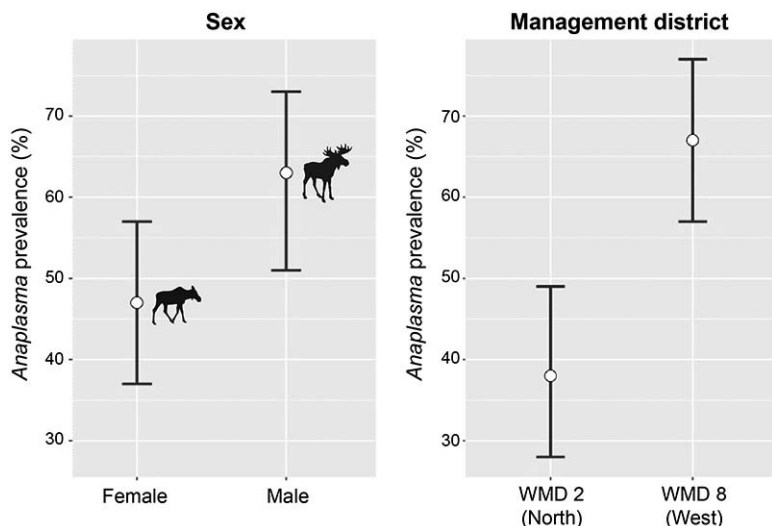 Sex
Anaplasma prevalence (%)
70
60
50
40
30
Female Male
Management district
Anaplasma prevalence (%)
70
60
50
40
30
WMD 2 WMD 8
(North) (West)